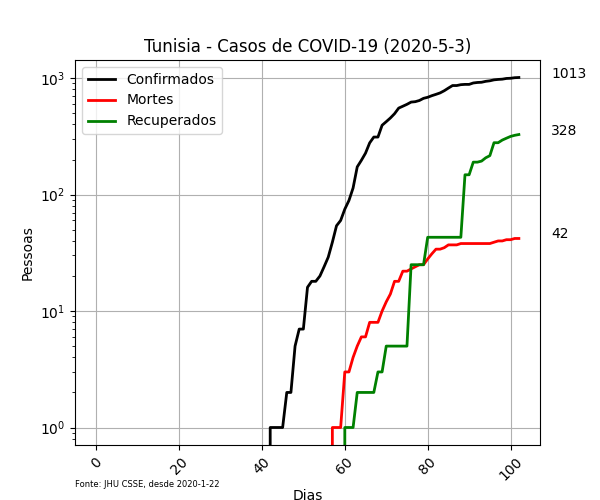 Tunisia - Casos de COVID-19 (2020-5-3)
Confirmados
Mortes
Recuperados
10³
10²
10¹
10⁰
Pessoas
1013
328
42
0
20
40
60
80
100
Fonte: JHU CSSE, desde 2020-1-22
Dias